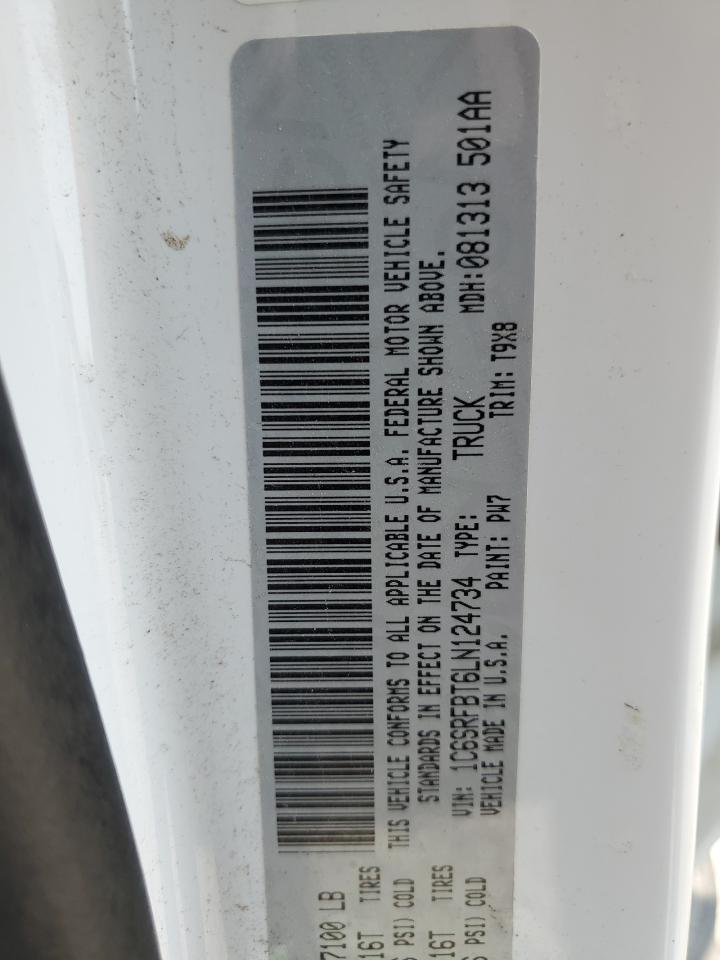 7100 LB
16T TIRES
PSI) COLD
16T TIRES
PSI) COLD
THIS VEHICLE CONFORMS TO ALL APPLICABLE U.S.A. FEDERAL MOTOR VEHICLE SAFETY
STANDARDS IN EFFECT ON THE DATE OF MANUFACTURE SHOWN ABOVE.
VIN: 1C6SRFBT6LN124734 TYPE: TRUCK MDH:081313 501AA
VEHICLE MADE IN U.S.A. PAINT: PW7 TRIM: T9X8